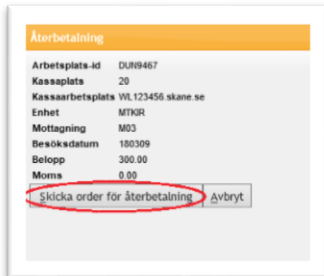 Återbetalning
Arbetsplats-id DUN9467
Kassaplats 20
Kassaarbetsplats WL123456.skane.se
Enhet MTKIR
Mottagning M03
Besöksdatum 180309
Belopp 300.00
Moms 0.00
Skicka order för återbetalning Avbryt